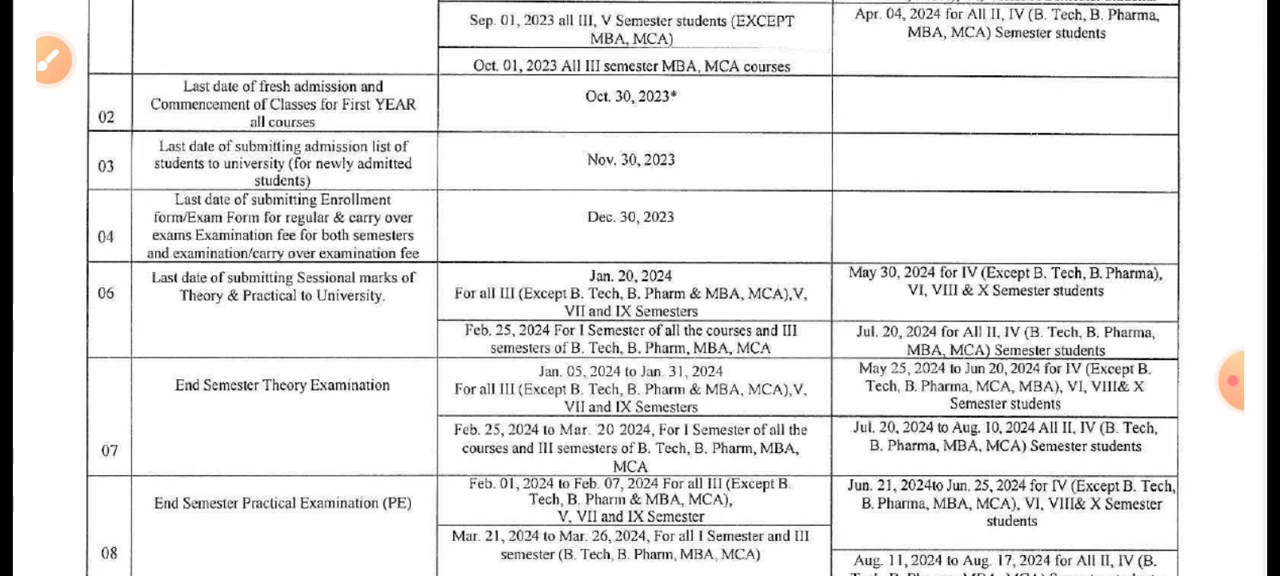 Sep. 01, 2023 all III, V Semester students (EXCEPT
MBA, MCA)
Apr. 04, 2024 for All II, IV (B. Tech, B. Pharma,
MBA, MCA) Semester students
Oct. 01, 2023 All III semester MBA, MCA courses
02
Last date of fresh admission and
Commencement of Classes for First YEAR
all courses
Oct. 30, 2023*
03
Last date of submitting admission list of
students to university (for newly admitted
students)
Nov. 30, 2023
04
Last date of submitting Enrollment
form/Exam Form for regular & carry over
exams Examination fee for both semesters
and examination/carry over examination fee
Dec. 30, 2023
06
Last date of submitting Sessional marks of
Theory & Practical to University.
Jan. 20, 2024
For all III (Except B. Tech, B. Pharm & MBA, MCA),V,
VII and IX Semesters
May 30, 2024 for IV (Except B. Tech, B. Pharma),
VI, VIII & X Semester students
Feb. 25, 2024 For I Semester of all the courses and III
semesters of B. Tech, B. Pharm, MBA, MCA
Jul. 20, 2024 for All II, IV (B. Tech, B. Pharma,
MBA, MCA) Semester students
07
End Semester Theory Examination
Jan. 05, 2024 to Jan. 31, 2024
For all III (Except B. Tech, B. Pharm & MBA, MCA),V,
VII and IX Semesters
May 25, 2024 to Jun 20, 2024 for IV (Except B.
Tech, B. Pharma, MCA, MBA), VI, VIII& X
Semester students
Feb. 25, 2024 to Mar. 20 2024, For I Semester of all the
courses and III semesters of B. Tech, B. Pharm, MBA,
MCA
Jul. 20, 2024 to Aug. 10, 2024 All II, IV (B. Tech,
B. Pharma, MBA, MCA) Semester students
08
End Semester Practical Examination (PE)
Feb. 01, 2024 to Feb. 07, 2024 For all III (Except B.
Tech, B. Pharm & MBA, MCA),
V, VII and IX Semester
Jun. 21, 2024to Jun. 25, 2024 for IV (Except B. Tech,
B. Pharma, MBA, MCA), VI, VIII& X Semester
students
Mar. 21, 2024 to Mar. 26, 2024, For all I Semester and III
semester (B. Tech, B. Pharm, MBA, MCA)
Aug. 11, 2024 to Aug. 17, 2024 for All II, IV (B.